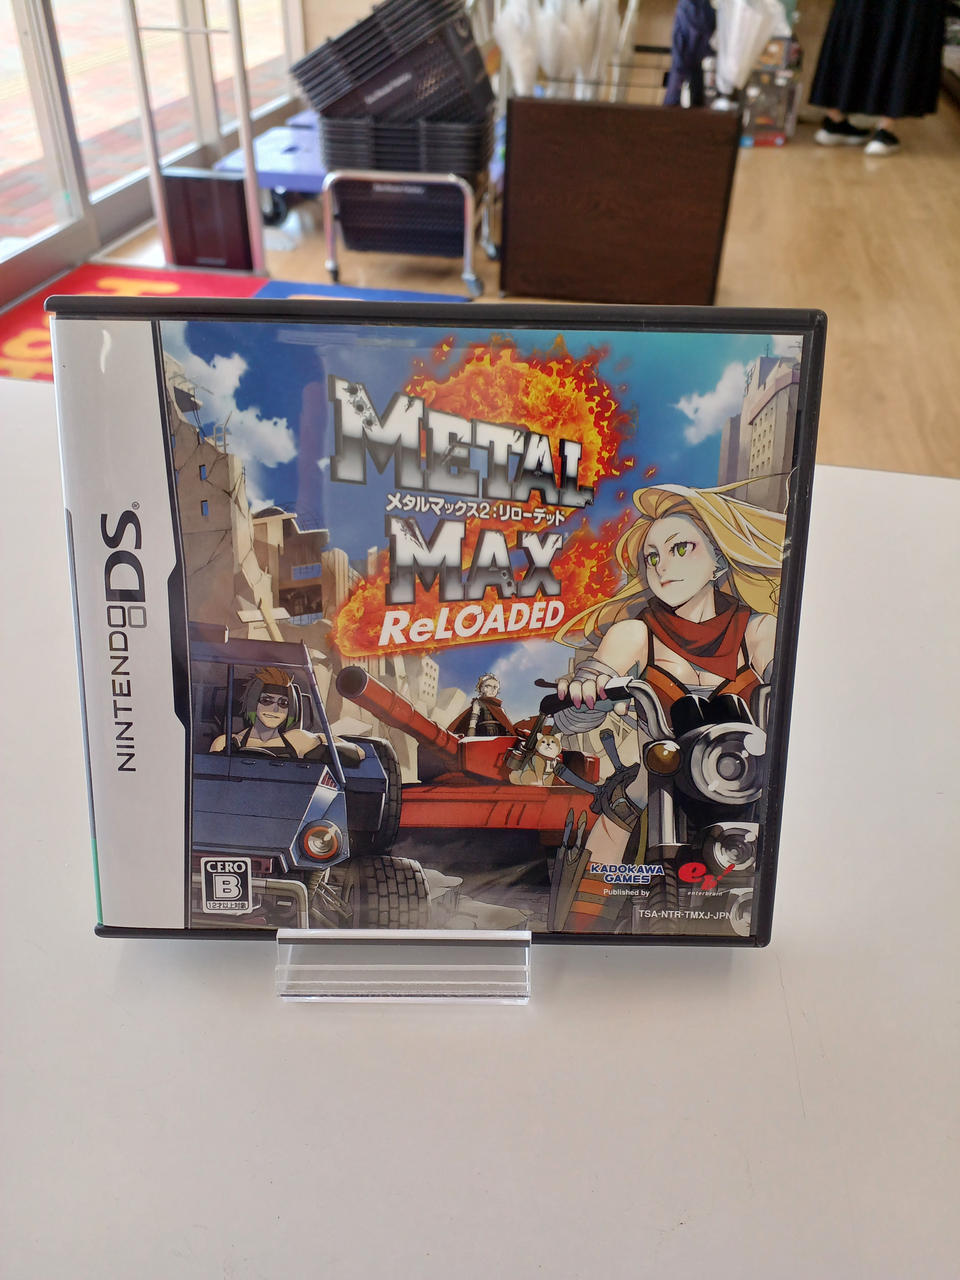 METAL
メタルマックス2:リローデッド
MAX
ReLOADED
NINTENDO DS®
CERO
B
12才以上対象
KADOKAWA
GAMES
Published by
enterbrain
TSA-NTR-TMXJ-JPN